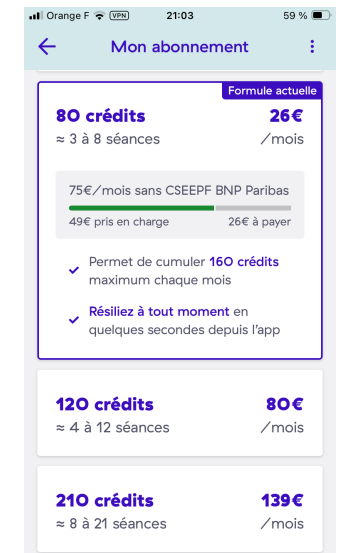 Orange F VPN 21:03 59 %
Mon abonnement
Formule actuelle
80 crédits 26€
≈ 3 à 8 séances /mois
75€/mois sans CSEEPF BNP Paribas
49€ pris en charge 26€ à payer
Permet de cumuler 160 crédits
maximum chaque mois
Résiliez à tout moment en
quelques secondes depuis l'app
120 crédits 80€
≈ 4 à 12 séances /mois
210 crédits 139€
≈ 8 à 21 séances /mois